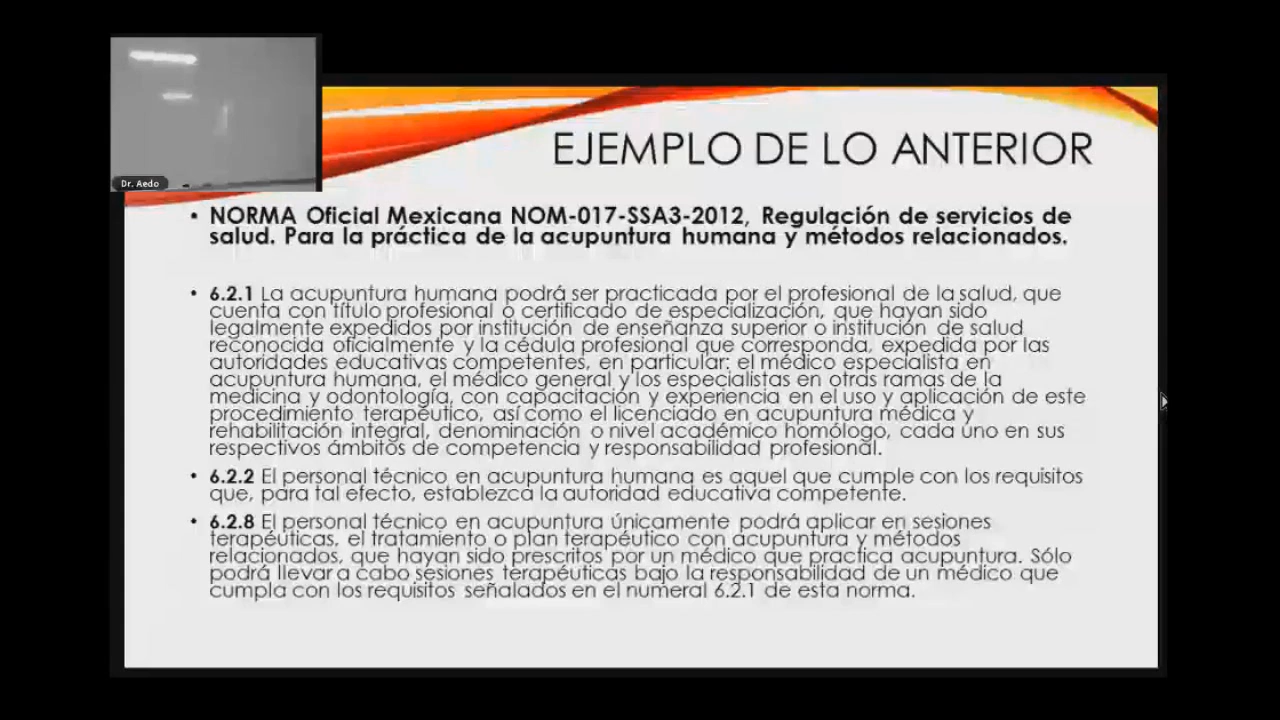 Dr. Aedo
EJEMPLO DE LO ANTERIOR
• NORMA Oficial Mexicana NOM-017-SSA3-2012, Regulación de servicios de
salud. Para la práctica de la acupuntura humana y métodos relacionados.
• 6.2.1 La acupuntura humana podrá ser practicada por el profesional de la salud, que
cuenta con título profesional o certificado de especialización, que hayan sido
legalmente expedidos por institución de enseñanza superior o institución de salud
reconocida oficialmente y la cédula profesional que corresponda, expedida por las
autoridades educativas competentes, en particular: el médico especialista en
acupuntura humana, el médico general y los especialistas en otras ramas de la
medicina y odontología, con capacitación y experiencia en el uso y aplicación de este
procedimiento terapéutico, así como el licenciado en acupuntura médica y
rehabilitación integral, denominación o nivel académico homólogo, cada uno en sus
respectivos ámbitos de competencia y responsabilidad profesional.
• 6.2.2 El personal técnico en acupuntura humana es aquel que cumple con los requisitos
que, para tal efecto, establezca la autoridad educativa competente.
• 6.2.8 El personal técnico en acupuntura únicamente podrá aplicar en sesiones
terapéuticas, el tratamiento o plan terapéutico con acupuntura y métodos
relacionados, que hayan sido prescritos por un médico que practica acupuntura. Sólo
podrá llevar a cabo sesiones terapéuticas bajo la responsabilidad de un médico que
cumpla con los requisitos señalados en el numeral 6.2.1 de esta norma.